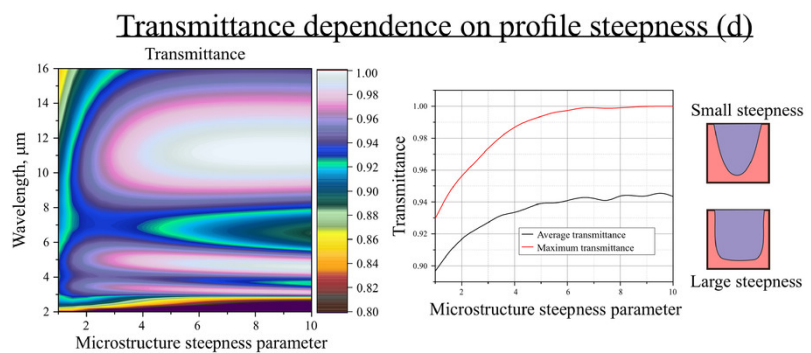 Transmittance dependence on profile steepness (d)
Transmittance
16
14
12
10
8
6
4
2
Wavelength, μm
2 4 6 8 10
Microstructure steepness parameter
1.00
0.98
0.96
0.94
0.92
0.90
0.88
0.86
0.84
0.82
0.80
1.00
0.98
0.96
0.94
0.92
0.90
Transmittance
Average transmittance
Maximum transmittance
2 4 6 8 10
Microstructure steepness parameter
Small steepness
Large steepness